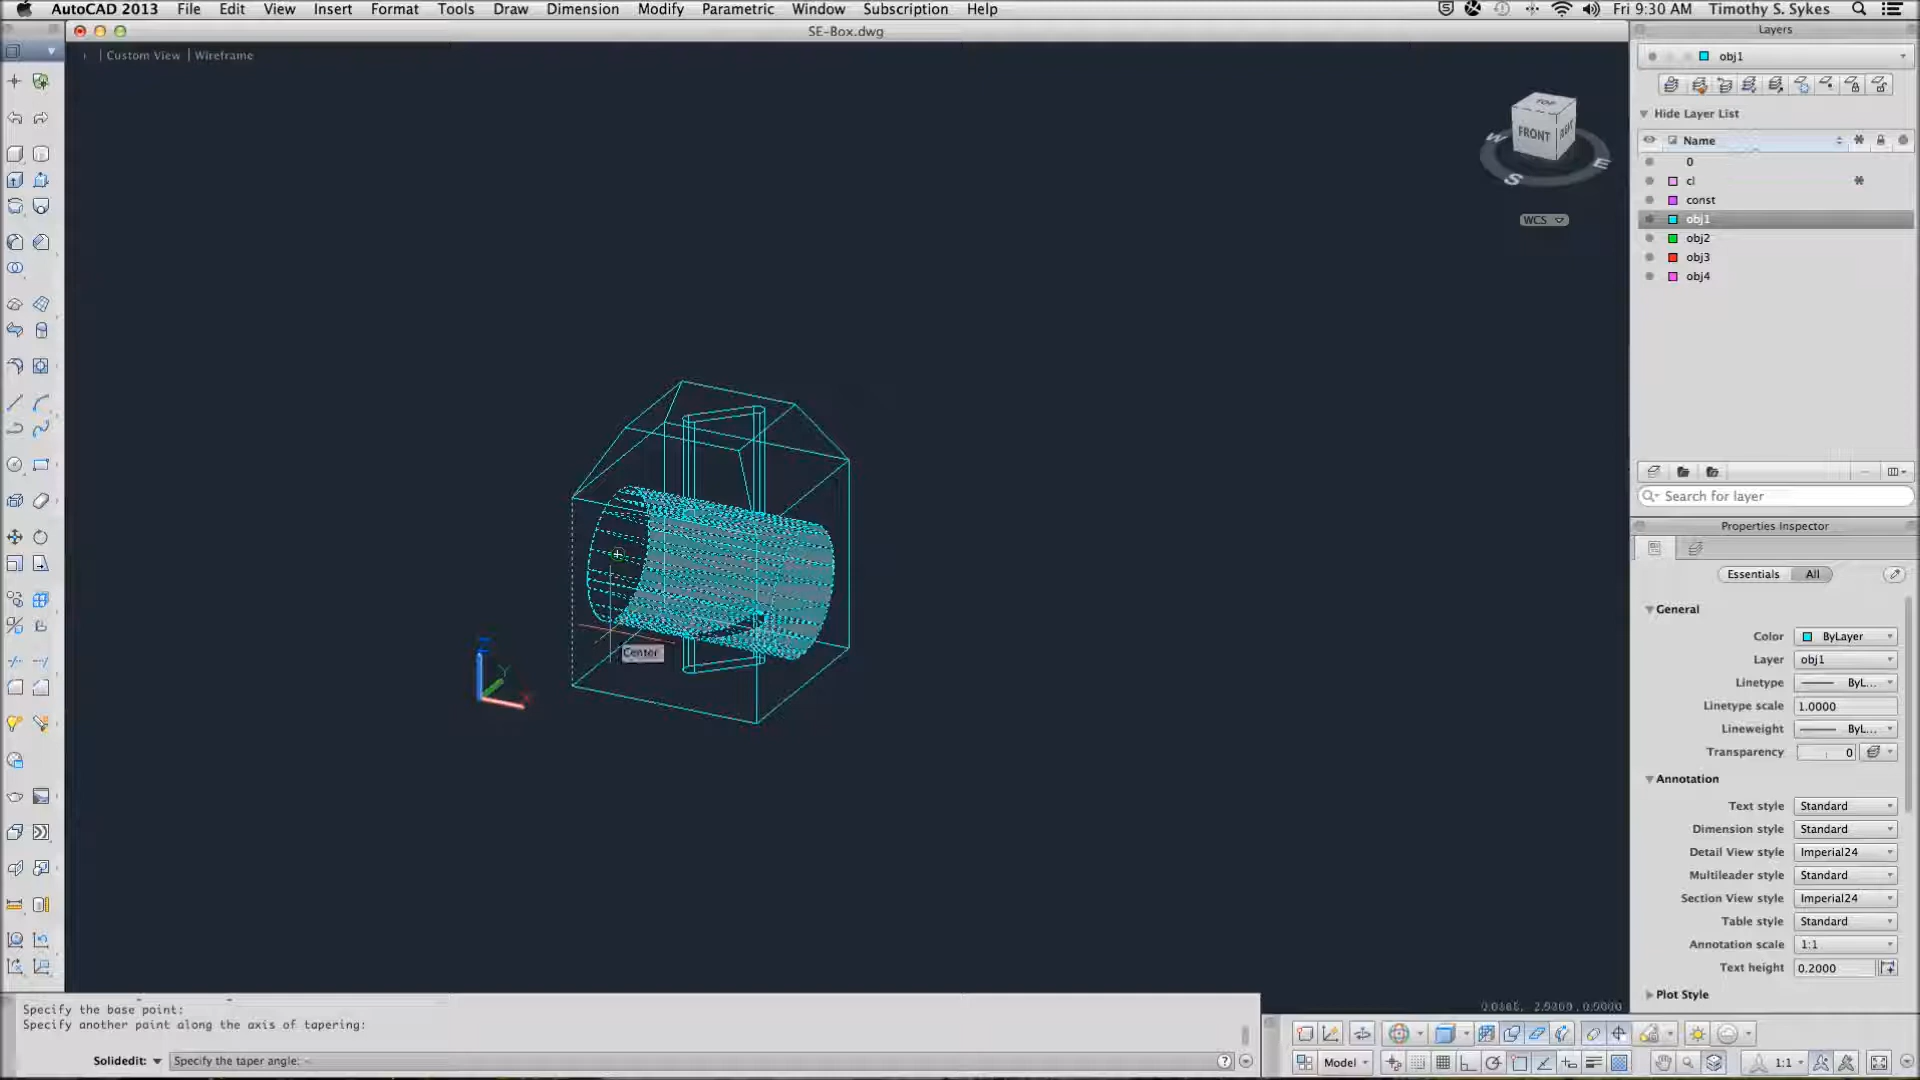 AutoCAD 2013 File Edit View Insert Format Tools Draw Dimension Modify Parametric Window Subscription Help Fri 9:30 AM Timothy S. Sykes
SE-Box.dwg
Custom View | Wireframe
TOP
FRONT
RIGHT
W
S
E
WCS
Layers
obj1
Hide Layer List
Name
0
cl
const
obj1
obj2
obj3
obj4
Search for layer
Properties Inspector
Essentials All
General
Color ByLayer
Layer obj1
Linetype ByL...
Linetype scale 1.0000
Lineweight ByL...
Transparency 0
Annotation
Text style Standard
Dimension style Standard
Detail View style Imperial24
Multileader style Standard
Section View style Imperial24
Table style Standard
Annotation scale 1:1
Text height 0.2000
Plot Style
Center
Z
Y
X
Specify the base point:
Specify another point along the axis of tapering:
Solidedit: Specify the taper angle:
Model
1:1